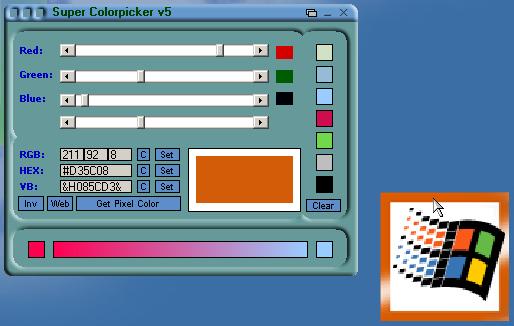 Super Colorpicker v5
Red:
Green:
Blue:
RGB: 211 92 8 C Set
HEX: #D35C08 C Set
VB: &H085CD3& C Set
Inv Web Get Pixel Color Clear